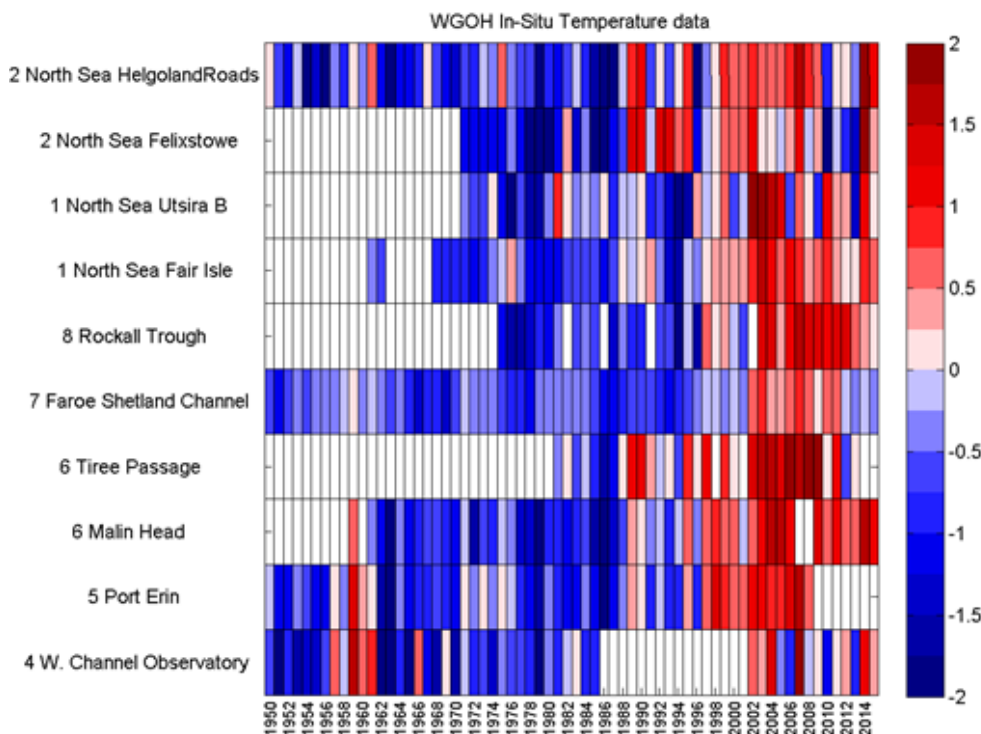 WGOH In-Situ Temperature data
2 North Sea HelgolandRoads
2 North Sea Felixstowe
1 North Sea Utsira B
1 North Sea Fair Isle
8 Rockall Trough
7 Faroe Shetland Channel
6 Tiree Passage
6 Malin Head
5 Port Erin
4 W. Channel Observatory
1950 1952 1954 1956 1958 1960 1962 1964 1966 1968 1970 1972 1974 1976 1978 1980 1982 1984 1986 1988 1990 1992 1994 1996 1998 2000 2002 2004 2006 2008 2010 2012 2014
2
1.5
1
0.5
0
-0.5
-1
-1.5
-2